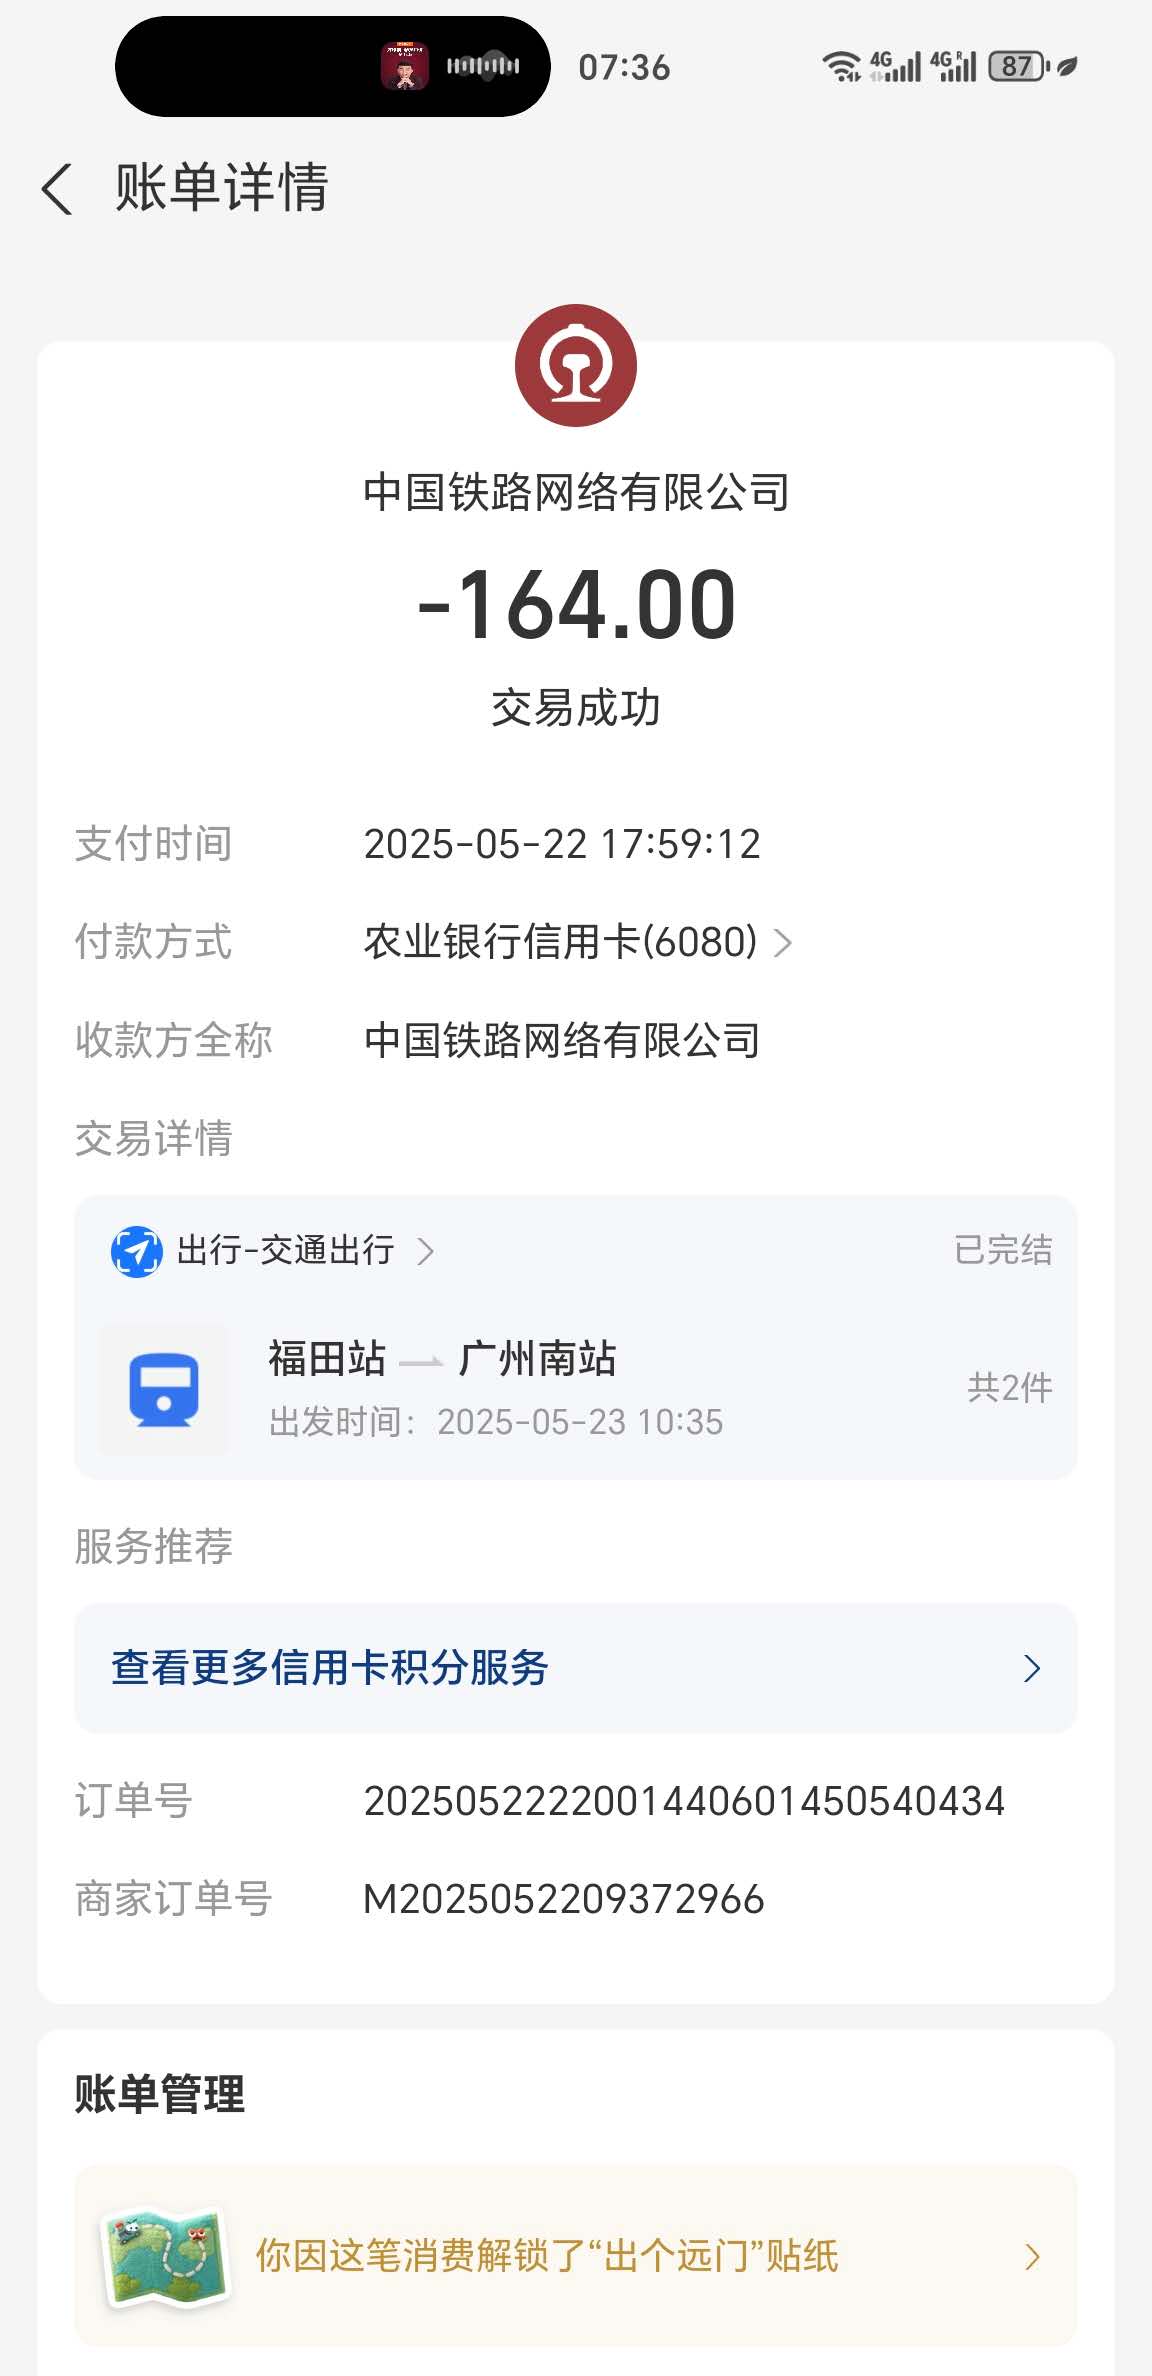 07:36
4G
4G R
87
账单详情
中国铁路网络有限公司
-164.00
交易成功
支付时间 2025-05-22 17:59:12
付款方式 农业银行信用卡(6080)
收款方全称 中国铁路网络有限公司
交易详情
出行-交通出行 已完结
福田站 广州南站
共2件
出发时间：2025-05-23 10:35
服务推荐
查看更多信用卡积分服务
订单号 2025052222001440601450540434
商家订单号 M2025052209372966
账单管理
你因这笔消费解锁了“出个远门”贴纸